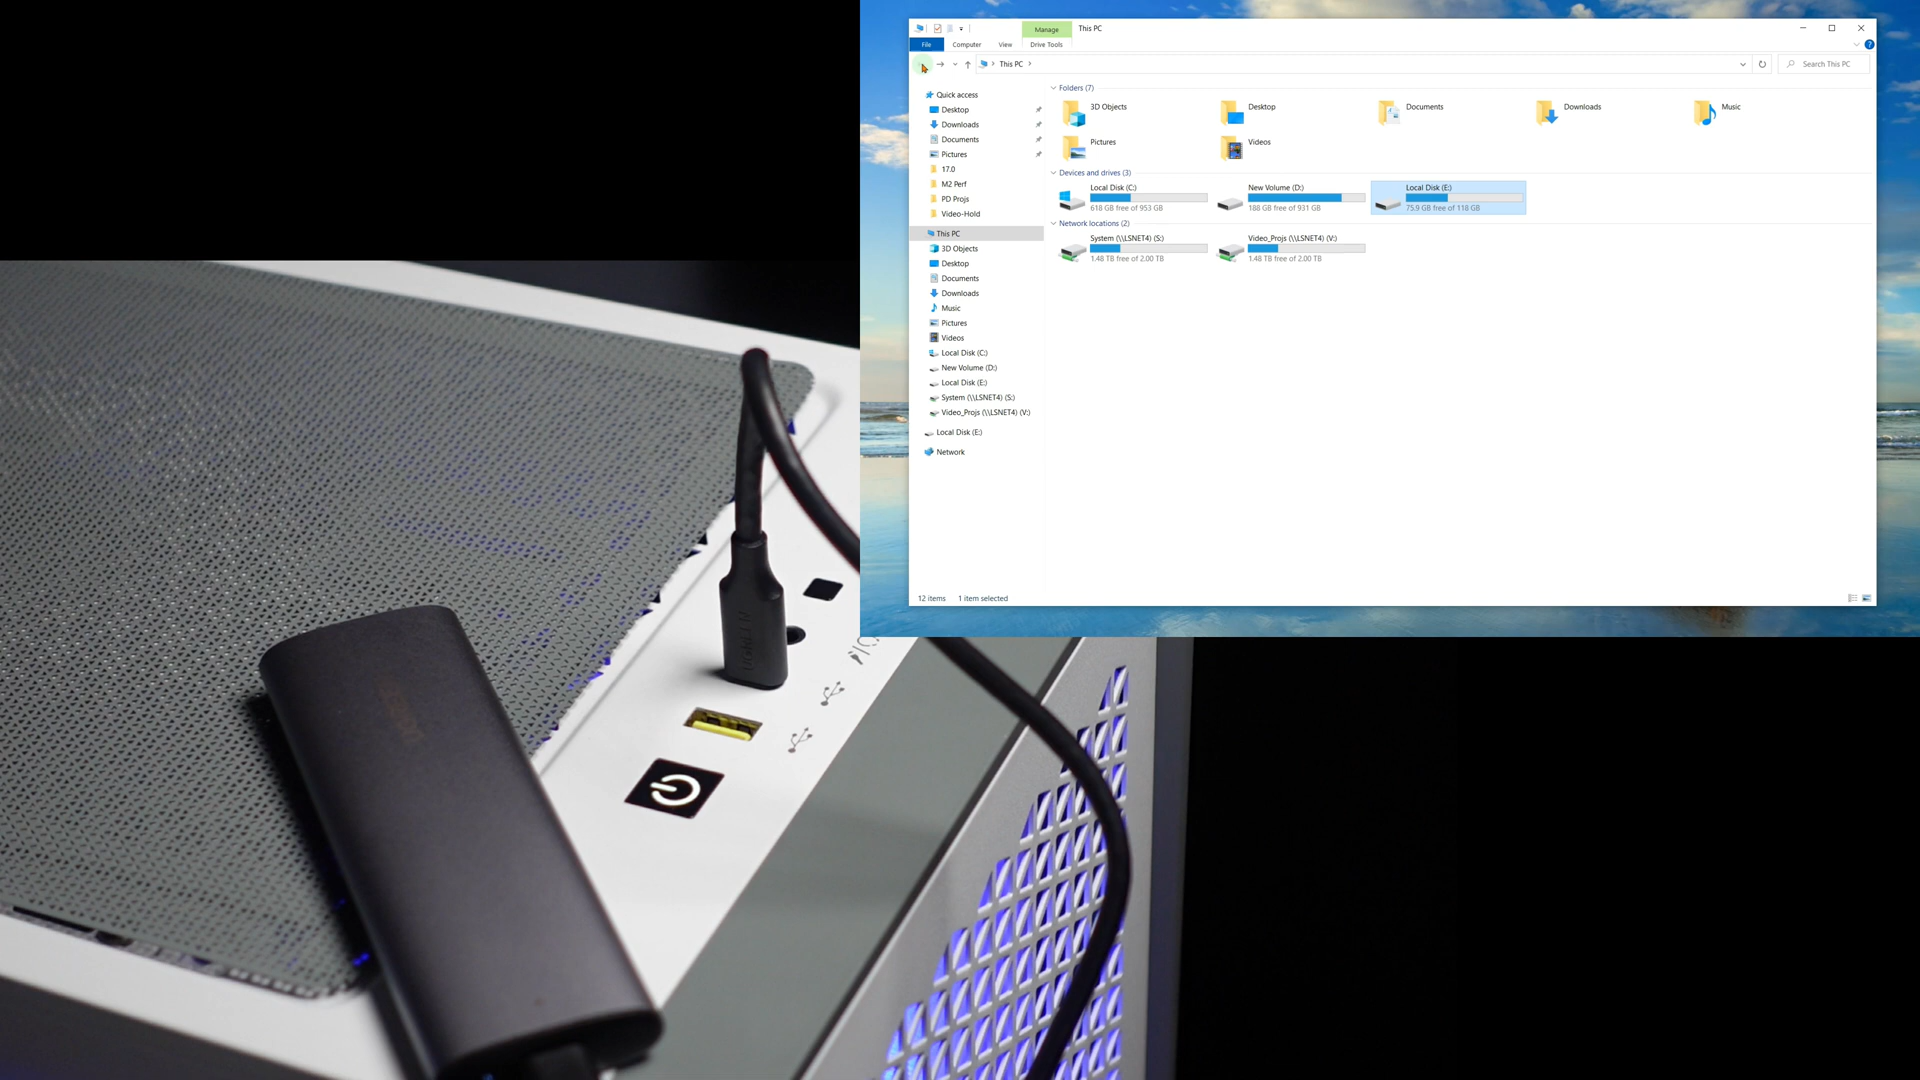 Manage
This PC
File
Computer
View
Drive Tools
This PC
Search This PC
Quick access
Desktop
Downloads
Documents
Pictures
17.0
M2 Perf
PD Projs
Video-Hold
This PC
3D Objects
Desktop
Documents
Downloads
Music
Pictures
Videos
Local Disk (C:)
New Volume (D:)
Local Disk (E:)
System (\\LSNET4) (S:)
Video_Projs (\\LSNET4) (V:)
Local Disk (E:)
Network
Folders (7)
3D Objects
Desktop
Documents
Downloads
Music
Pictures
Videos
Devices and drives (3)
Local Disk (C:)
618 GB free of 953 GB
New Volume (D:)
188 GB free of 931 GB
Local Disk (E:)
75.9 GB free of 118 GB
Network locations (2)
System (\\LSNET4) (S:)
1.48 TB free of 2.00 TB
Video_Projs (\\LSNET4) (V:)
1.48 TB free of 2.00 TB
12 items
1 item selected
UGREEN